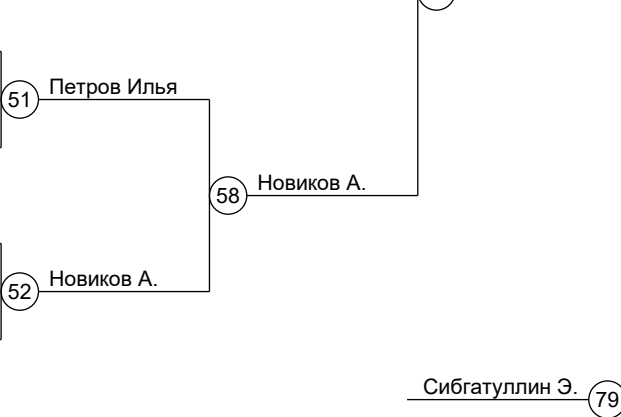 Петров Илья
51
Новиков А.
58
Новиков А.
52
Сибгатуллин Э.
79